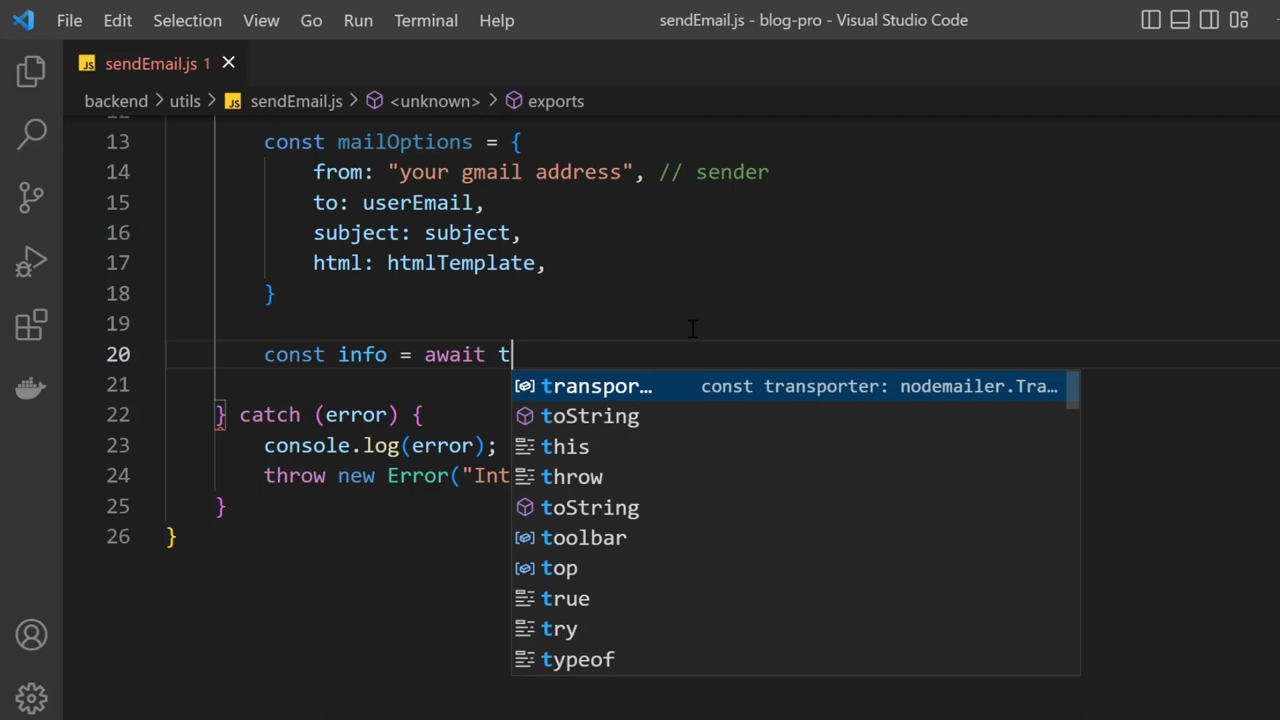 File Edit Selection View Go Run Terminal Help sendEmail.js - blog-pro - Visual Studio Code
JS sendEmail.js 1
backend > utils > JS sendEmail.js > <unknown> > exports
12
13 const mailOptions = {
14 from: "your gmail address", // sender
15 to: userEmail,
16 subject: subject,
17 html: htmlTemplate,
18 }
19
20 const info = await t
transpor… const transporter: nodemailer.Tra…
21
toString
22 } catch (error) {
23 console.log(error);
this
24 throw new Error("Int
throw
25 }
toString
26 }
toolbar
top
true
try
typeof